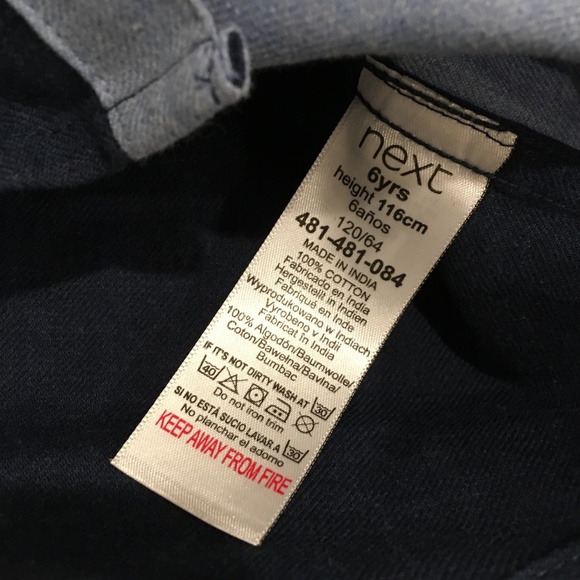 next
6yrs
height 116cm
6años
120/64
481-481-084
MADE IN INDIA
100% COTTON
Fabricado en India
Hergestellt in Indien
Fabriqué en Inde
Wyprodukowano w Indiach
Vyrobeno v Indii
Fabricat în India
100% Algodón/Baumwolle/
Coton/Bawełna/Bavlna/
Bumbac
IF IT'S NOT DIRTY WASH AT 30
40
Do not iron trim
SI NO ESTÁ SUCIO LAVAR A 30
No planchar el adorno
KEEP AWAY FROM FIRE